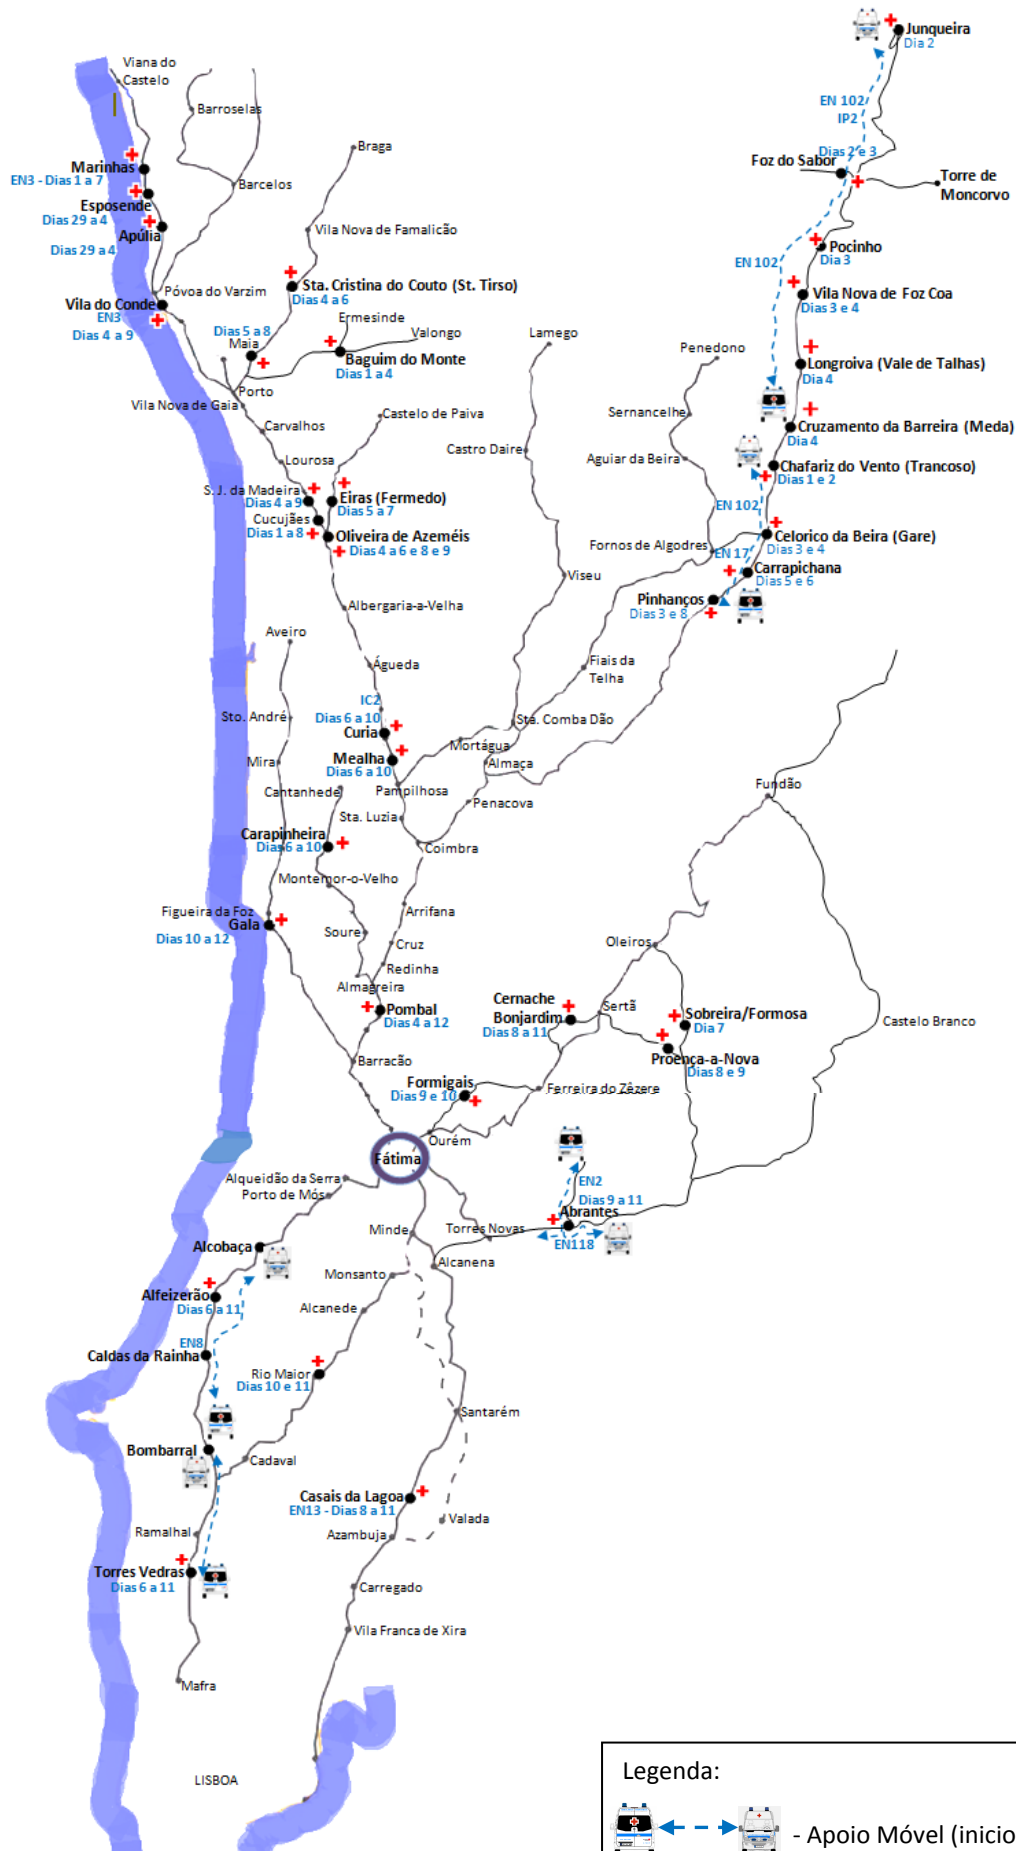 Junqueira
Dia 2
Viana do
Castelo
EN 102
IP2
Barroselas
Braga
Dias 2 e 3
Foz do Sabor
Marinhas
EN3 - Dias 1 a 7
Torre de
Moncorvo
Barcelos
Esposende
Dias 29 a 4
Apúlia
Dias 29 a 4
Vila Nova de Famalicão
Pocinho
Dia 3
EN 102
Sta. Cristina do Couto (St. Tirso)
Dias 4 a 6
Póvoa do Varzim
Vila do Conde
EN3
Dias 4 a 9
Vila Nova de Foz Coa
Dias 3 e 4
Ermesinde
Valongo
Lamego
Dias 5 a 8
Maia
Baguim do Monte
Dias 1 a 4
Penedono
Longroiva (Vale de Talhas)
Dia 4
Porto
Vila Nova de Gaia
Castelo de Paiva
Sernancelhe
Carvalhos
Cruzamento da Barreira (Meda)
Dia 4
Castro Daire
Aguiar da Beira
Lourosa
Chafariz do Vento (Trancoso)
Dias 1 e 2
S. J. da Madeira
Dias 4 a 9
Eiras (Fermedo)
Dias 5 a 7
EN 102
Cucujães
Dias 1 a 8
Oliveira de Azeméis
Dias 4 a 6 e 8 e 9
Celorico da Beira (Gare)
Dias 3 e 4
Fornos de Algodres
EN 17
Carrapichana
Dias 5 e 6
Viseu
Pinhanços
Dias 3 e 8
Albergaria-a-Velha
Aveiro
Águeda
Fiais da
Telha
IC2
Dias 6 a 10
Curia
Sto. André
Sta. Comba Dão
Mortágua
Mealha
Dias 6 a 10
Mira
Almaça
Cantanhede
Pampilhosa
Penacova
Fundão
Sta. Luzia
Carapinheira
Dias 6 a 10
Coimbra
Montemor-o-Velho
Figueira da Foz
Gala
Dias 10 a 12
Arrifana
Soure
Cruz
Oleiros
Redinha
Almagreira
Pombal
Dias 4 a 12
Cernache
Bonjardim
Dias 8 a 11
Sertã
Sobreira/Formosa
Dia 7
Castelo Branco
Proença-a-Nova
Dias 8 e 9
Barracão
Formigais
Dias 9 e 10
Ferreira do Zêzere
Ourém
Fátima
Alqueidão da Serra
Porto de Mós
EN2
Dias 9 a 11
Abrantes
EN118
Minde
Torres Novas
Alcobaça
Alcanena
Monsanto
Alfeizerão
Dias 6 a 11
Alcanede
EN8
Caldas da Rainha
Rio Maior
Dias 10 e 11
Santarém
Bombarral
Cadaval
Casais da Lagoa
EN13 - Dias 8 a 11
Valada
Ramalhal
Azambuja
Torres Vedras
Dias 6 a 11
Carregado
Vila Franca de Xira
Mafra
LISBOA
Legenda:
- Apoio Móvel (inicio